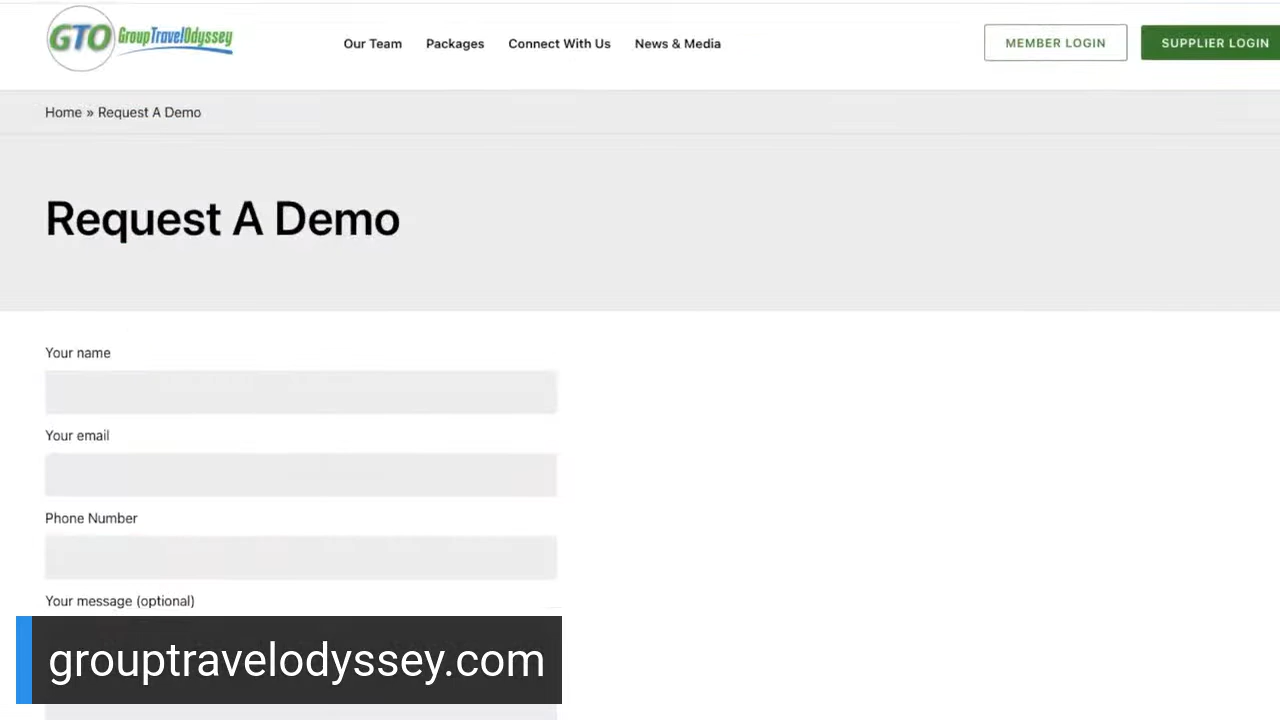 GTO GroupTravelOdyssey
Our Team Packages Connect With Us News & Media
MEMBER LOGIN SUPPLIER LOGIN
Home » Request A Demo
Request A Demo
Your name
Your email
Phone Number
Your message (optional)
grouptravelodyssey.com